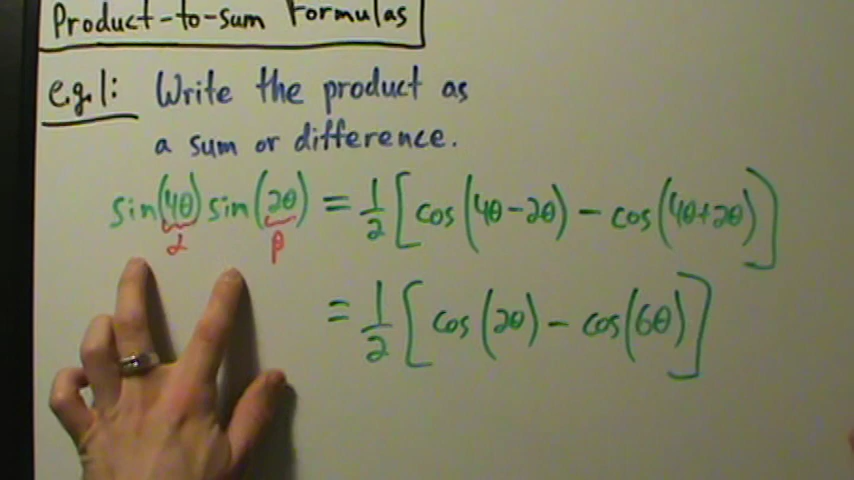 Product-to-sum Formulas
e.g. 1: Write the product as
a sum or difference.
sin(4θ) sin(2θ) = 1/2 [cos(4θ-2θ) - cos(4θ+2θ)]
α β
= 1/2 [cos(2θ) - cos(6θ)]